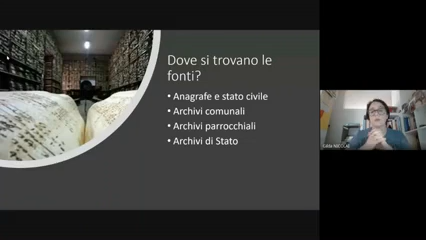 Dove si trovano le
fonti?
• Anagrafe e stato civile
• Archivi comunali
• Archivi parrocchiali
• Archivi di Stato